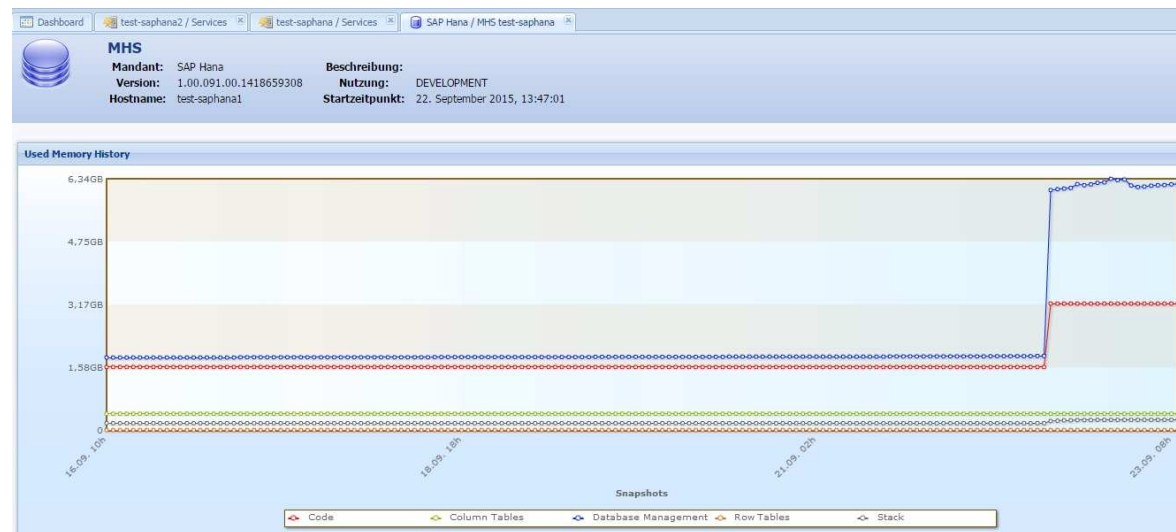 Dashboard test-saphana2 / Services test-saphana / Services SAP Hana / MHS test-saphana
MHS
Mandant: SAP Hana Beschreibung:
Version: 1.00.091.00.1418659308 Nutzung: DEVELOPMENT
Hostname: test-saphana1 Startzeitpunkt: 22. September 2015, 13:47:01
Used Memory History
6,34GB
4,75GB
3,17GB
1,58GB
0
16.09. 10h 18.09. 18h 21.09. 02h 23.09. 08h
Snapshots
Code Column Tables Database Management Row Tables Stack